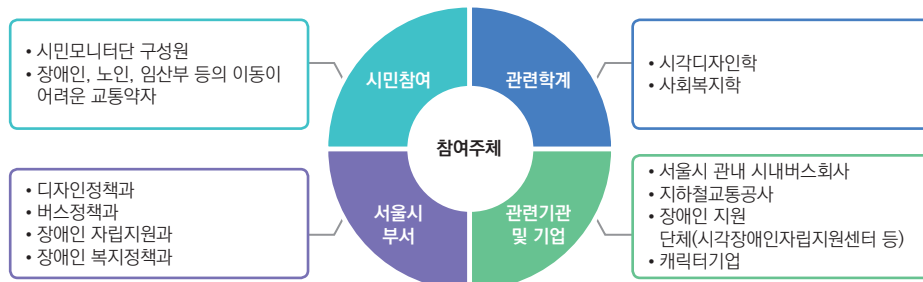 • 시민모니터단 구성원
• 장애인, 노인, 임산부 등의 이동이
어려운 교통약자
시민참여
관련학계
• 시각디자인학
• 사회복지학
참여주체
• 디자인정책과
• 버스정책과
• 장애인 자립지원과
• 장애인 복지정책과
서울시
부서
관련기관
및 기업
• 서울시 관내 시내버스회사
• 지하철교통공사
• 장애인 지원
단체(시각장애인자립지원센터 등)
• 캐릭터기업